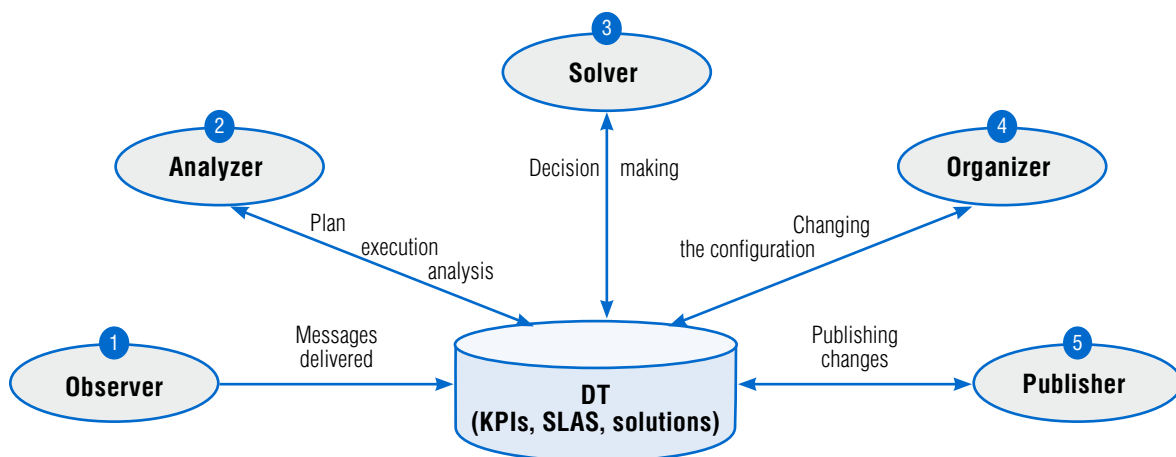 3
Solver
2
Analyzer
4
Organizer
Decision making
Plan
execution
analysis
Changing
the configuration
1
Observer
Messages
delivered
DT
(KPIs, SLAS, solutions)
Publishing
changes
5
Publisher